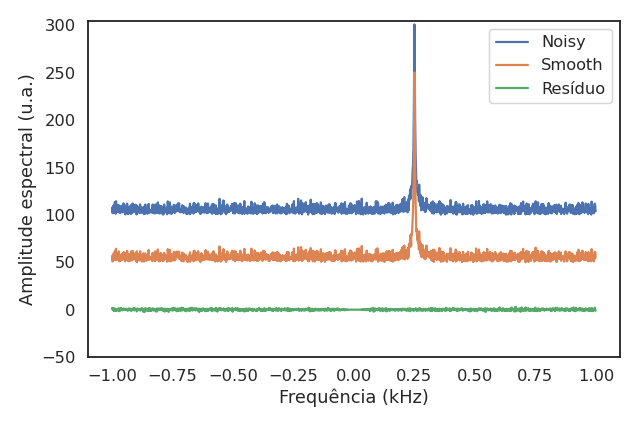 300
250
200
150
100
50
0
−50
Amplitude espectral (u.a.)
Noisy
Smooth
Resíduo
−1.00 −0.75 −0.50 −0.25 0.00 0.25 0.50 0.75 1.00
Frequência (kHz)